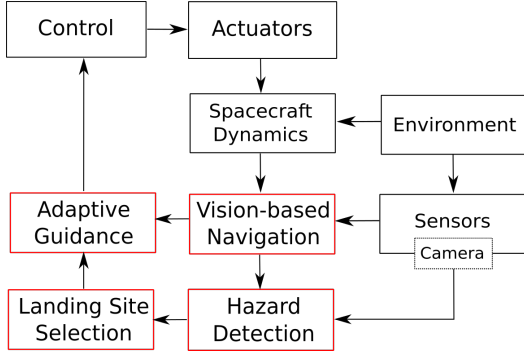 Control
Actuators
Spacecraft
Dynamics
Environment
Adaptive
Guidance
Vision-based
Navigation
Sensors
Camera
Landing Site
Selection
Hazard
Detection